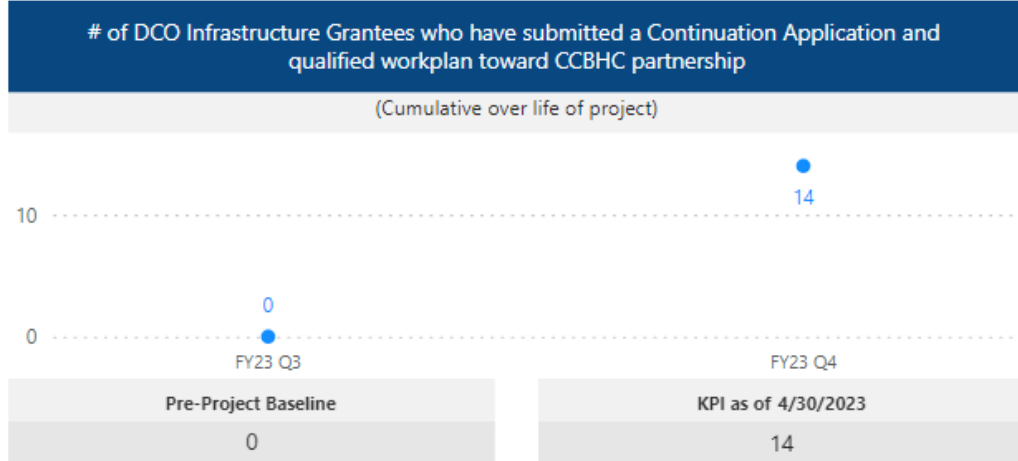 # of DCO Infrastructure Grantees who have submitted a Continuation Application and
qualified workplan toward CCBHC partnership
(Cumulative over life of project)
14
10
0
0
FY23 Q3
FY23 Q4
Pre-Project Baseline
KPI as of 4/30/2023
0
14